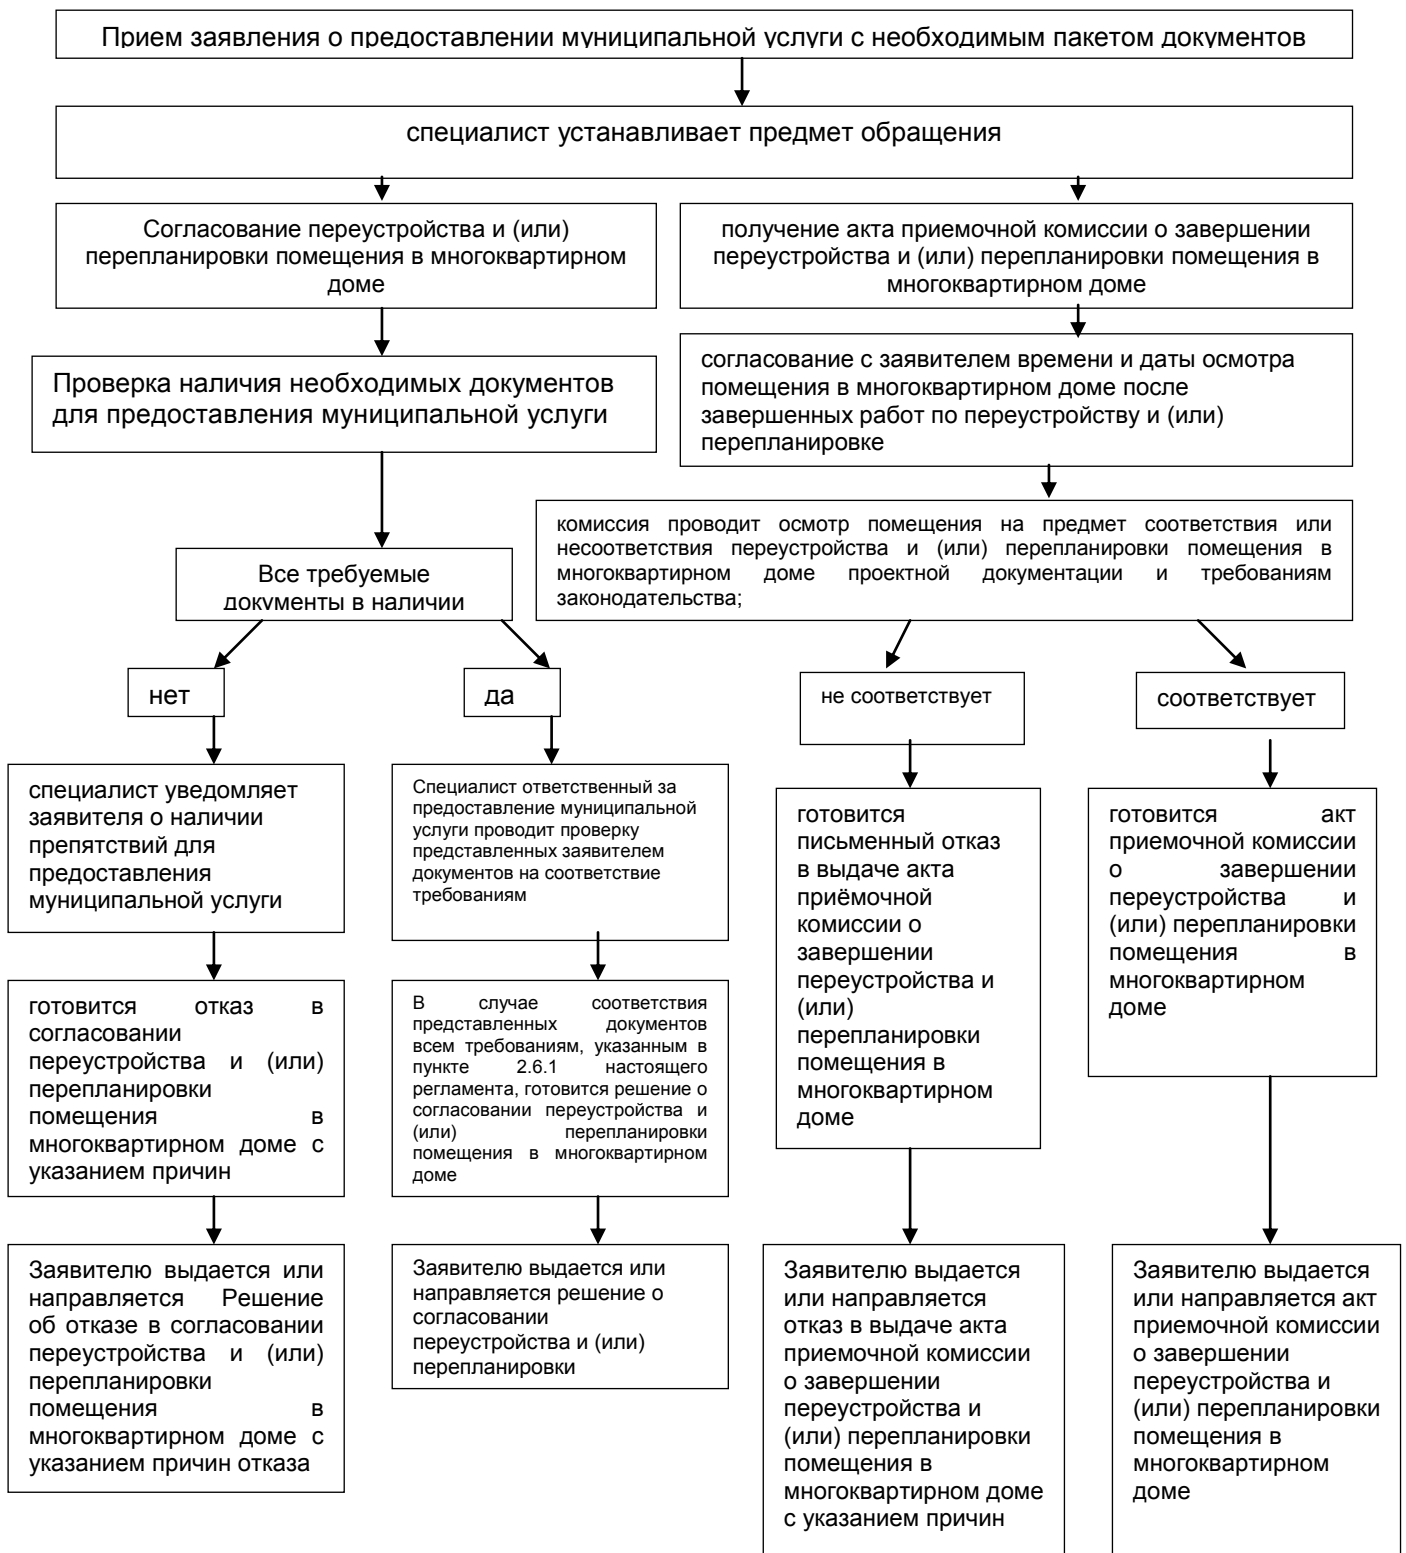 Прием заявления о предоставлении муниципальной услуги с необходимым пакетом документов
специалист устанавливает предмет обращения
Согласование переустройства и (или)
перепланировки помещения в многоквартирном
доме
получение акта приемочной комиссии о завершении
переустройства и (или) перепланировки помещения в
многоквартирном доме
Проверка наличия необходимых документов
для предоставления муниципальной услуги
согласование с заявителем времени и даты осмотра
помещения в многоквартирном доме после
завершенных работ по переустройству и (или)
перепланировке
комиссия проводит осмотр помещения на предмет соответствия или
несоответствия переустройства и (или) перепланировки помещения в
многоквартирном доме проектной документации и требованиям
законодательства;
Все требуемые
документы в наличии
нет
да
не соответствует
соответствует
специалист уведомляет
заявителя о наличии
препятствий для
предоставления
муниципальной услуги
Специалист ответственный за
предоставление муниципальной
услуги проводит проверку
представленных заявителем
документов на соответствие
требованиям
готовится
письменный отказ
в выдаче акта
приёмочной
комиссии о
завершении
переустройства и
(или)
перепланировки
помещения в
многоквартирном
доме
готовится акт
приемочной комиссии
о завершении
переустройства и
(или) перепланировки
помещения в
многоквартирном
доме
готовится отказ в
согласовании
переустройства и (или)
перепланировки
помещения в
многоквартирном доме с
указанием причин
В случае соответствия
представленных документов
всем требованиям, указанным в
пункте 2.6.1 настоящего
регламента, готовится решение о
согласовании переустройства и
(или) перепланировки
помещения в многоквартирном
доме
Заявителю выдается или
направляется Решение
об отказе в согласовании
переустройства и (или)
перепланировки
помещения в
многоквартирном доме с
указанием причин отказа
Заявителю выдается или
направляется решение о
согласовании
переустройства и (или)
перепланировки
Заявителю выдается
или направляется
отказ в выдаче акта
приемочной комиссии
о завершении
переустройства и
(или) перепланировки
помещения в
многоквартирном доме
с указанием причин
Заявителю выдается
или направляется акт
приемочной комиссии
о завершении
переустройства и
(или) перепланировки
помещения в
многоквартирном
доме